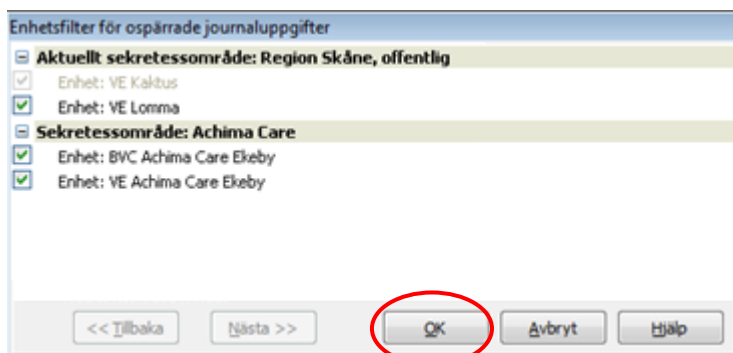 Enhetsfilter för ospärrade journaluppgifter
Aktuellt sekretessområde: Region Skåne, offentlig
Enhet: VE Kaktus
Enhet: VE Lomma
Sekretessområde: Achima Care
Enhet: BVC Achima Care Ekeby
Enhet: VE Achima Care Ekeby
<< Tillbaka Nästa >> OK Avbryt Hjälp